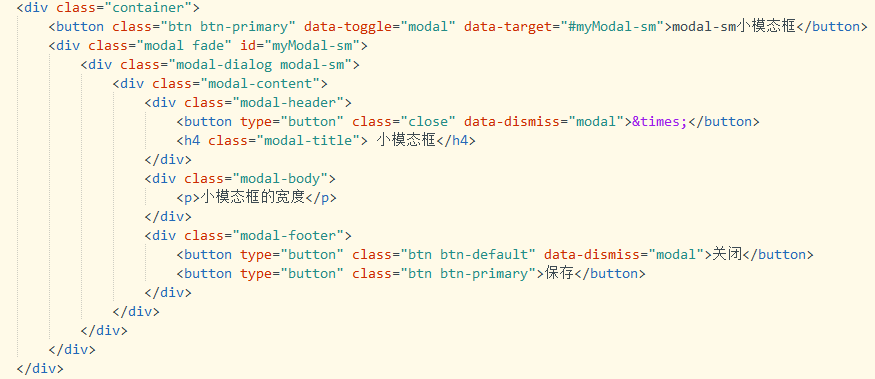 <div class="container">
    <button class="btn btn-primary" data-toggle="modal" data-target="#myModal-sm">modal-sm小模态框</button>
    <div class="modal fade" id="myModal-sm">
        <div class="modal-dialog modal-sm">
            <div class="modal-content">
                <div class="modal-header">
                    <button type="button" class="close" data-dismiss="modal">&times;</button>
                    <h4 class="modal-title"> 小模态框</h4>
                </div>
                <div class="modal-body">
                    <p>小模态框的宽度</p>
                </div>
                <div class="modal-footer">
                    <button type="button" class="btn btn-default" data-dismiss="modal">关闭</button>
                    <button type="button" class="btn btn-primary">保存</button>
                </div>
            </div>
        </div>
    </div>
</div>